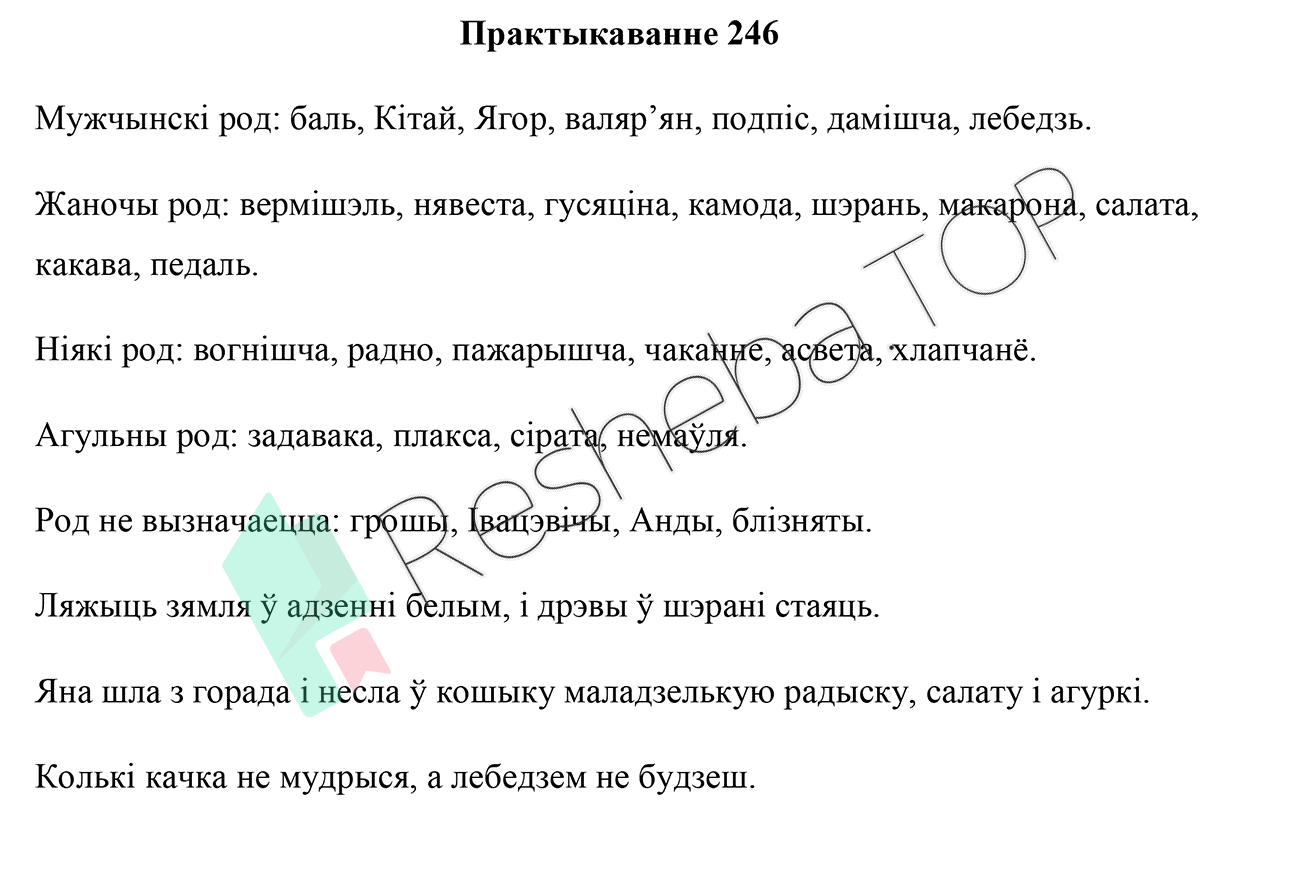 Практыкаванне 246
Мужчынскі род: баль, Кітай, Ягор, валяр’ян, подпіс, дамішча, лебедзь.
Жаночы род: вермішэль, нявеста, гусяціна, камода, шэрань, макарона, салата,
какава, педаль.
Ніякі род: вогнішча, радно, пажарышча, чаканне, асвета, хлапчанё.
Агульны род: задавака, плакса, сірата, немаўля.
Род не вызначаецца: грошы, Івацэвічы, Анды, блізняты.
Ляжыць зямля ў адзенні белым, і дрэвы ў шэрані стаяць.
Яна шла з горада і несла ў кошыку маладзелькую радыску, салату і агуркі.
Колькі качка не мудрыся, а лебедзем не будзеш.
Resheba.TOP